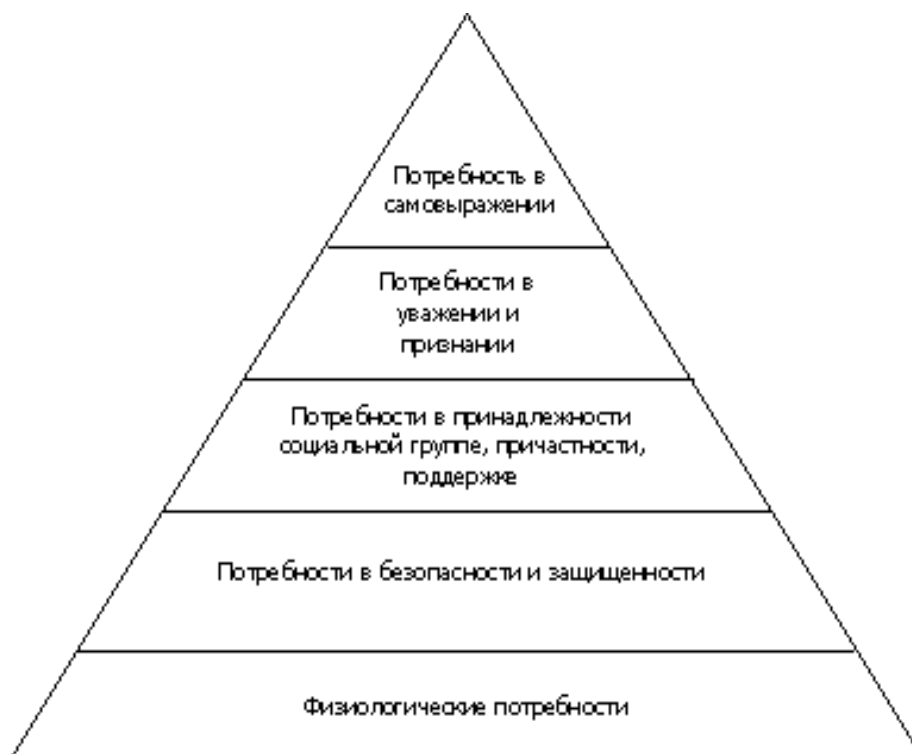 Потребность в
самовыражении
Потребности в
уважении и
признании
Потребности в принадлежности
социальной группе, причастности,
поддержке
Потребности в безопасности и защищенности
Физиологические потребности